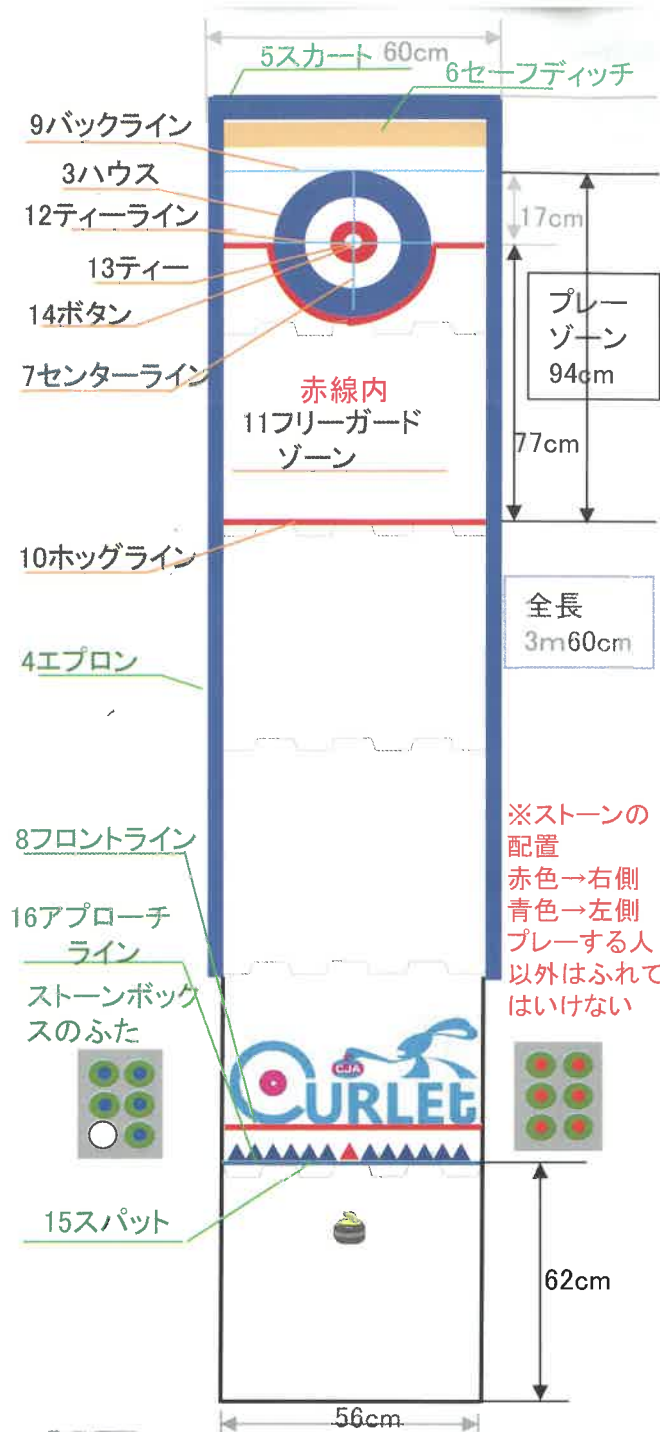 60cm
5スカート
6セーフディッチ
9バックライン
3ハウス
12ティーライン
17cm
13ティー
14ボタン
プレー
ゾーン
94cm
7センターライン
赤線内
11フリーガード
ゾーン
77cm
10ホッグライン
全長
3m60cm
4エプロン
8フロントライン
16アプローチ
ライン
ストーンボック
スのふた
※ストーンの
配置
赤色→右側
青色→左側
プレーする人
以外はふれて
はいけない
CJA
CURLEt
15スパット
62cm
56cm